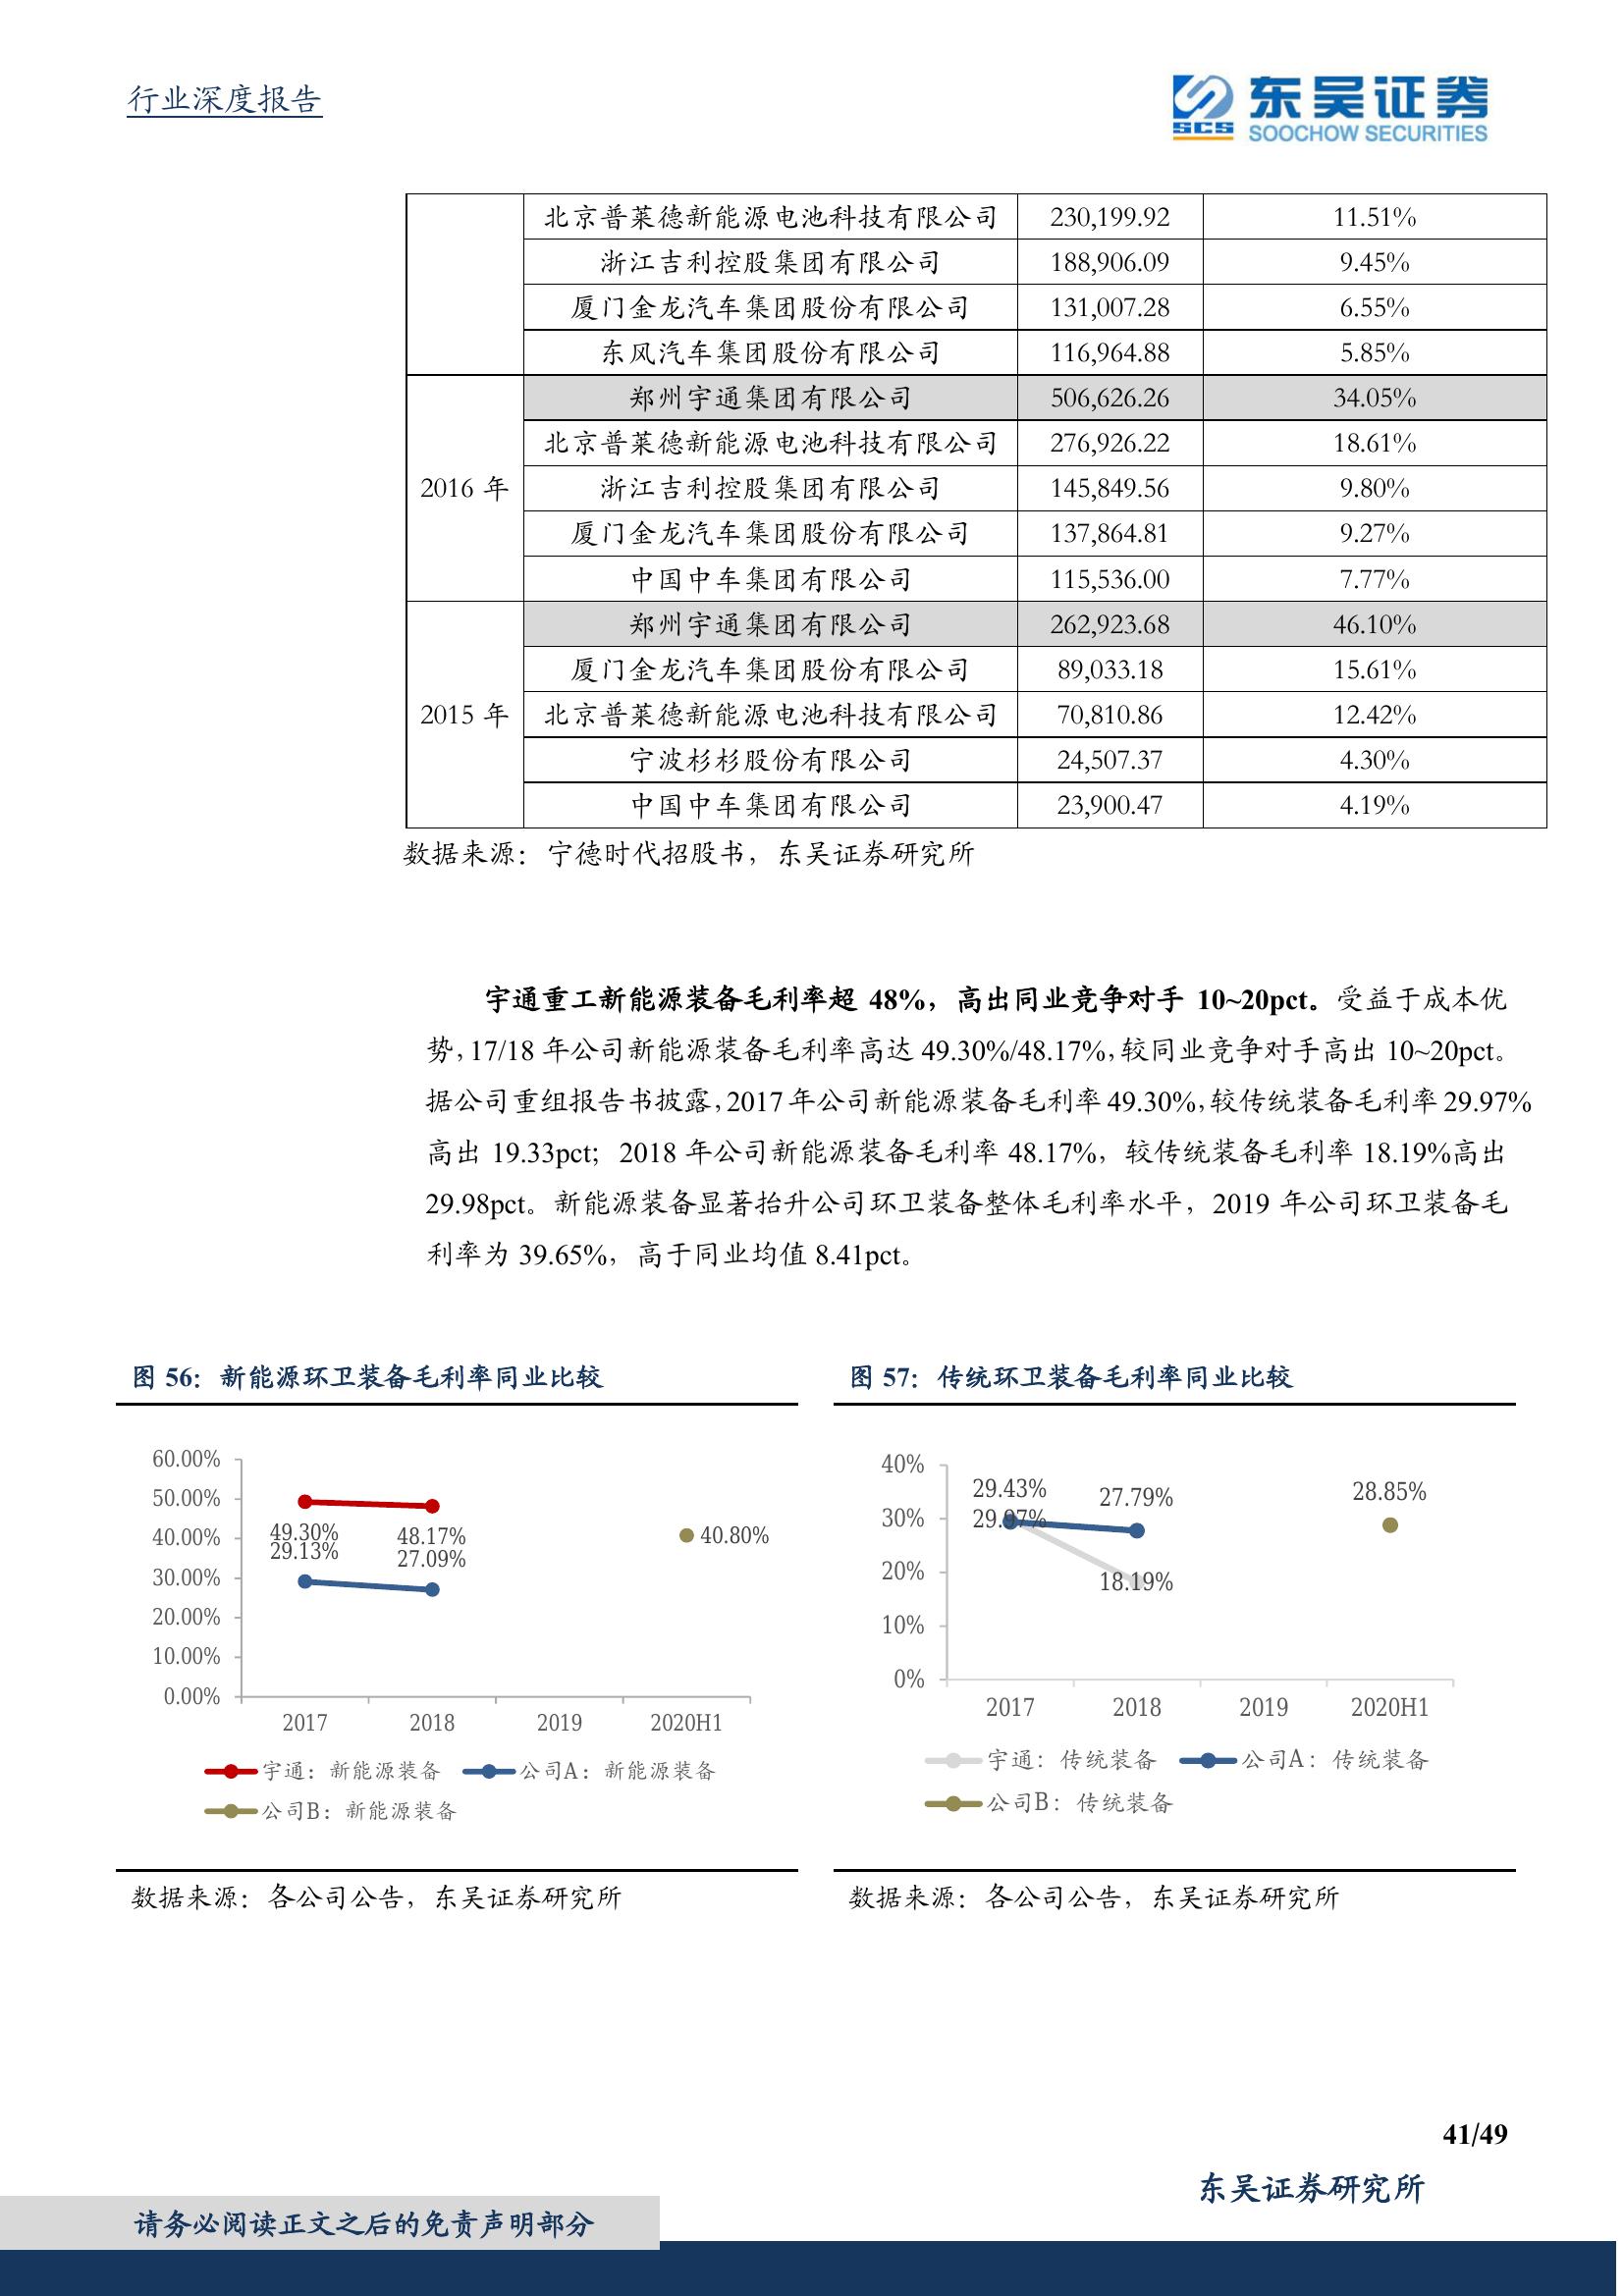 行业深度报告
东吴证券
SCS
SOOCHOW SECURITIES
北京普莱德新能源电池科技有限公司 230,199.92 11.51%
浙江吉利控股集团有限公司 188,906.09 9.45%
厦门金龙汽车集团股份有限公司 131,007.28 6.55%
东风汽车集团股份有限公司 116,964.88 5.85%
2016 年
郑州宇通集团有限公司 506,626.26 34.05%
北京普莱德新能源电池科技有限公司 276,926.22 18.61%
浙江吉利控股集团有限公司 145,849.56 9.80%
厦门金龙汽车集团股份有限公司 137,864.81 9.27%
中国中车集团有限公司 115,536.00 7.77%
2015 年
郑州宇通集团有限公司 262,923.68 46.10%
厦门金龙汽车集团股份有限公司 89,033.18 15.61%
北京普莱德新能源电池科技有限公司 70,810.86 12.42%
宁波杉杉股份有限公司 24,507.37 4.30%
中国中车集团有限公司 23,900.47 4.19%
数据来源：宁德时代招股书，东吴证券研究所
宇通重工新能源装备毛利率超 48%，高出同业竞争对手 10~20pct。受益于成本优
势，17/18 年公司新能源装备毛利率高达 49.30%/48.17%，较同业竞争对手高出 10~20pct。
据公司重组报告书披露，2017 年公司新能源装备毛利率 49.30%，较传统装备毛利率 29.97%
高出 19.33pct；2018 年公司新能源装备毛利率 48.17%，较传统装备毛利率 18.19%高出
29.98pct。新能源装备显著抬升公司环卫装备整体毛利率水平，2019 年公司环卫装备毛
利率为 39.65%，高于同业均值 8.41pct。
图 56：新能源环卫装备毛利率同业比较
60.00%
50.00%
40.00%
30.00%
20.00%
10.00%
0.00%
49.30%
29.13%
48.17%
27.09%
40.80%
2017 2018 2019 2020H1
宇通：新能源装备 公司A：新能源装备
公司B：新能源装备
数据来源：各公司公告，东吴证券研究所
图 57：传统环卫装备毛利率同业比较
40%
30%
20%
10%
0%
29.43%
29.97%
27.79%
18.19%
28.85%
2017 2018 2019 2020H1
宇通：传统装备 公司A：传统装备
公司B：传统装备
数据来源：各公司公告，东吴证券研究所
41/49
东吴证券研究所
请务必阅读正文之后的免责声明部分